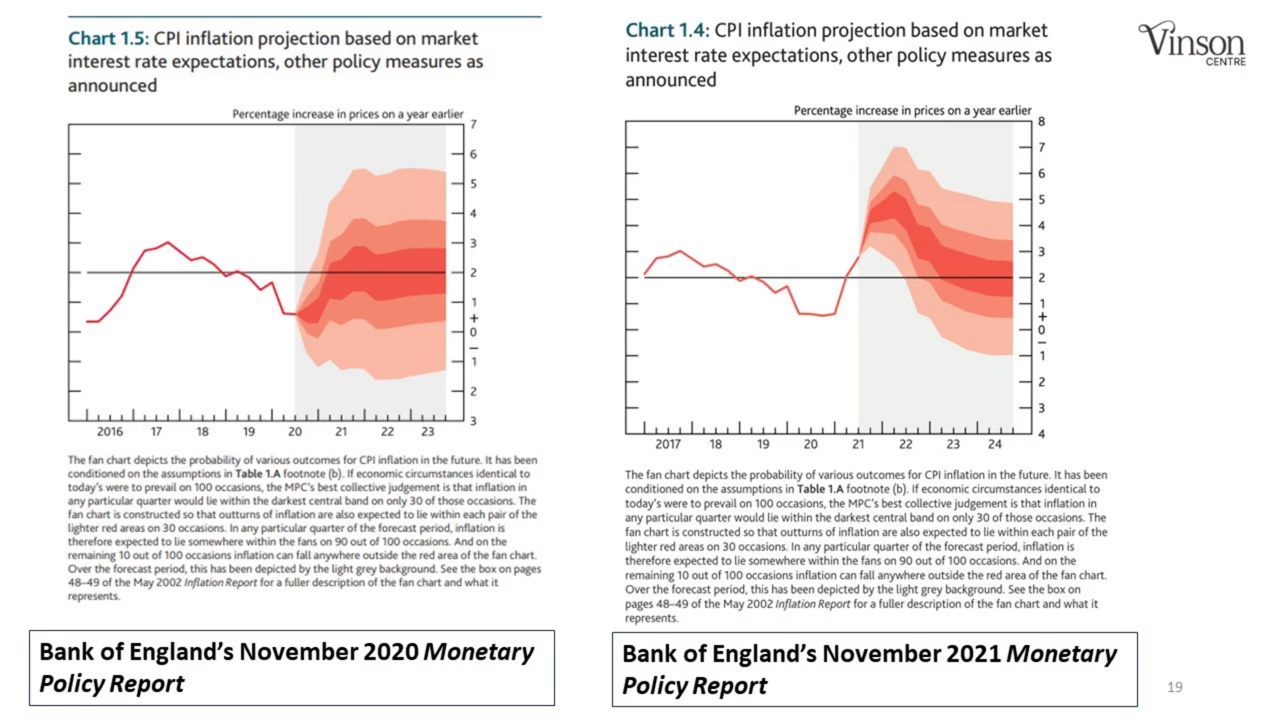 Chart 1.5: CPI inflation projection based on market
interest rate expectations, other policy measures as
announced
Percentage increase in prices on a year earlier
7
6
5
4
3
2
1
+
0
–
1
2
3
2016 17 18 19 20 21 22 23
The fan chart depicts the probability of various outcomes for CPI inflation in the future. It has been
conditioned on the assumptions in Table 1.A footnote (b). If economic circumstances identical to
today's were to prevail on 100 occasions, the MPC's best collective judgement is that inflation in
any particular quarter would lie within the darkest central band on only 30 of those occasions. The
fan chart is constructed so that outturns of inflation are also expected to lie within each pair of the
lighter red areas on 30 occasions. In any particular quarter of the forecast period, inflation is
therefore expected to lie somewhere within the fans on 90 out of 100 occasions. And on the
remaining 10 out of 100 occasions inflation can fall anywhere outside the red area of the fan chart.
Over the forecast period, this has been depicted by the light grey background. See the box on pages
48–49 of the May 2002 Inflation Report for a fuller description of the fan chart and what it
represents.
Bank of England's November 2020 Monetary
Policy Report
Chart 1.4: CPI inflation projection based on market
interest rate expectations, other policy measures as
announced
Percentage increase in prices on a year earlier
8
7
6
5
4
3
2
1
+
0
–
1
2
3
4
2017 18 19 20 21 22 23 24
The fan chart depicts the probability of various outcomes for CPI inflation in the future. It has been
conditioned on the assumptions in Table 1.A footnote (b). If economic circumstances identical to
today's were to prevail on 100 occasions, the MPC's best collective judgement is that inflation in
any particular quarter would lie within the darkest central band on only 30 of those occasions. The
fan chart is constructed so that outturns of inflation are also expected to lie within each pair of the
lighter red areas on 30 occasions. In any particular quarter of the forecast period, inflation is
therefore expected to lie somewhere within the fans on 90 out of 100 occasions. And on the
remaining 10 out of 100 occasions inflation can fall anywhere outside the red area of the fan chart.
Over the forecast period, this has been depicted by the light grey background. See the box on
pages 48–49 of the May 2002 Inflation Report for a fuller description of the fan chart and what it
represents.
Bank of England's November 2021 Monetary
Policy Report
Vinson
CENTRE
19